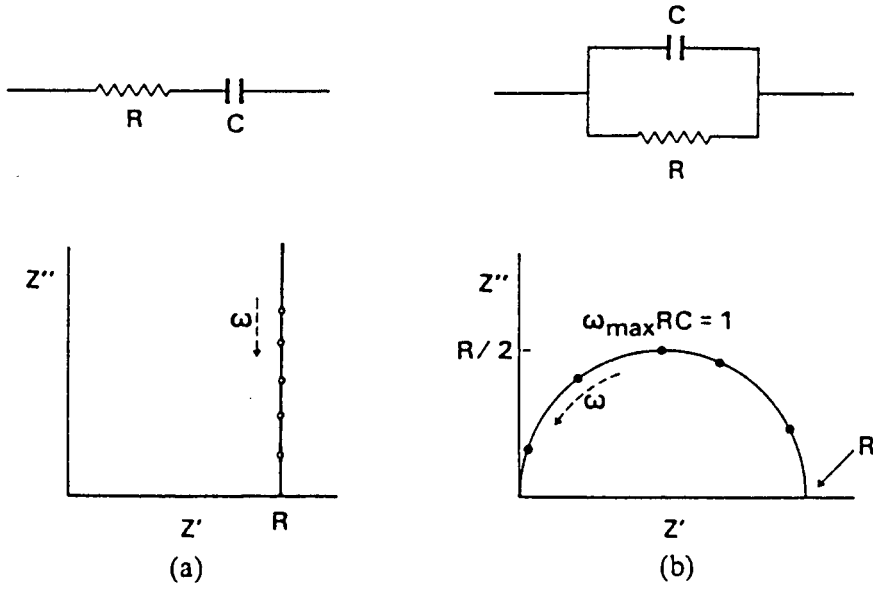 R
C
C
R
Z''
ω
Z'
R
(a)
Z''
ω_max RC = 1
R/2
ω
R
Z'
(b)